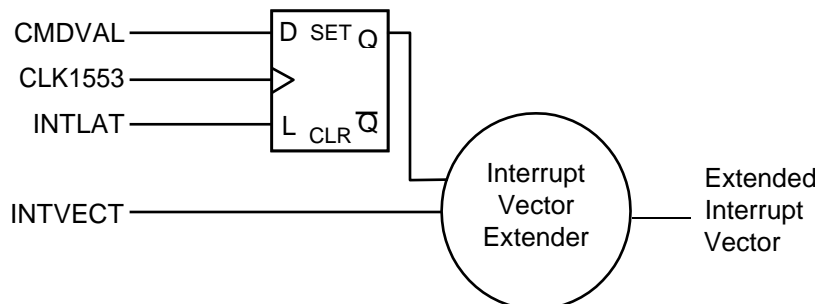 CMDVAL
D SET Q
CLK1553
INTLAT
L CLR Q̅
INTVECT
Interrupt
Vector
Extender
Extended
Interrupt
Vector